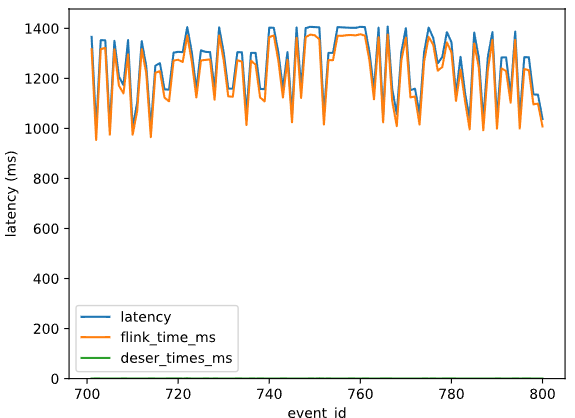 1400
1200
1000
800
600
400
200
0
latency (ms)
latency
flink_time_ms
deser_times_ms
700 720 740 760 780 800
event_id